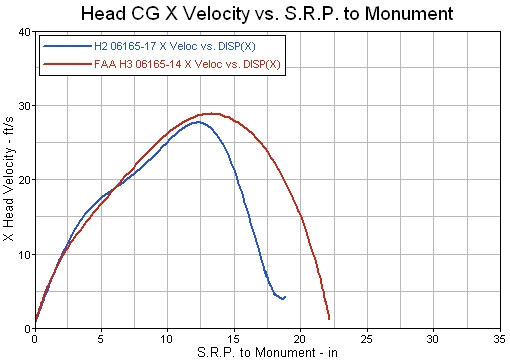 Head CG X Velocity vs. S.R.P. to Monument
H2 06165-17 X Veloc vs. DISP(X)
FAA H3 06165-14 X Veloc vs. DISP(X)
X Head Velocity - ft/s
40
30
20
10
0
0 5 10 15 20 25 30 35
S.R.P. to Monument - in